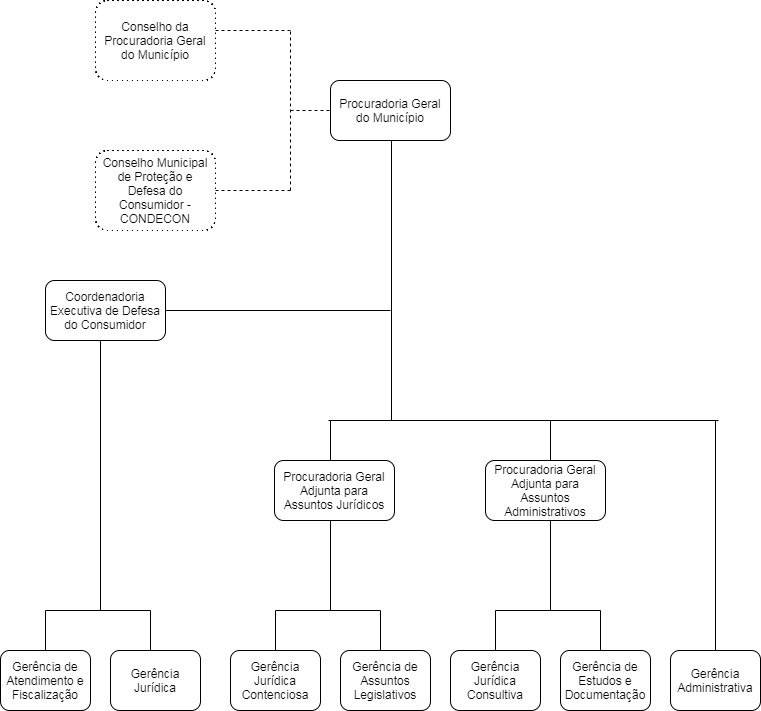 Conselho da
Procuradoria Geral
do Município
Procuradoria Geral
do Município
Conselho Municipal
de Proteção e
Defesa do
Consumidor -
CONDECON
Coordenadoria
Executiva de Defesa
do Consumidor
Procuradoria Geral
Adjunta para
Assuntos Jurídicos
Procuradoria Geral
Adjunta para
Assuntos
Administrativos
Gerência de
Atendimento e
Fiscalização
Gerência
Jurídica
Gerência
Jurídica
Contenciosa
Gerência de
Assuntos
Legislativos
Gerência
Jurídica
Consultiva
Gerência de
Estudos e
Documentação
Gerência
Administrativa